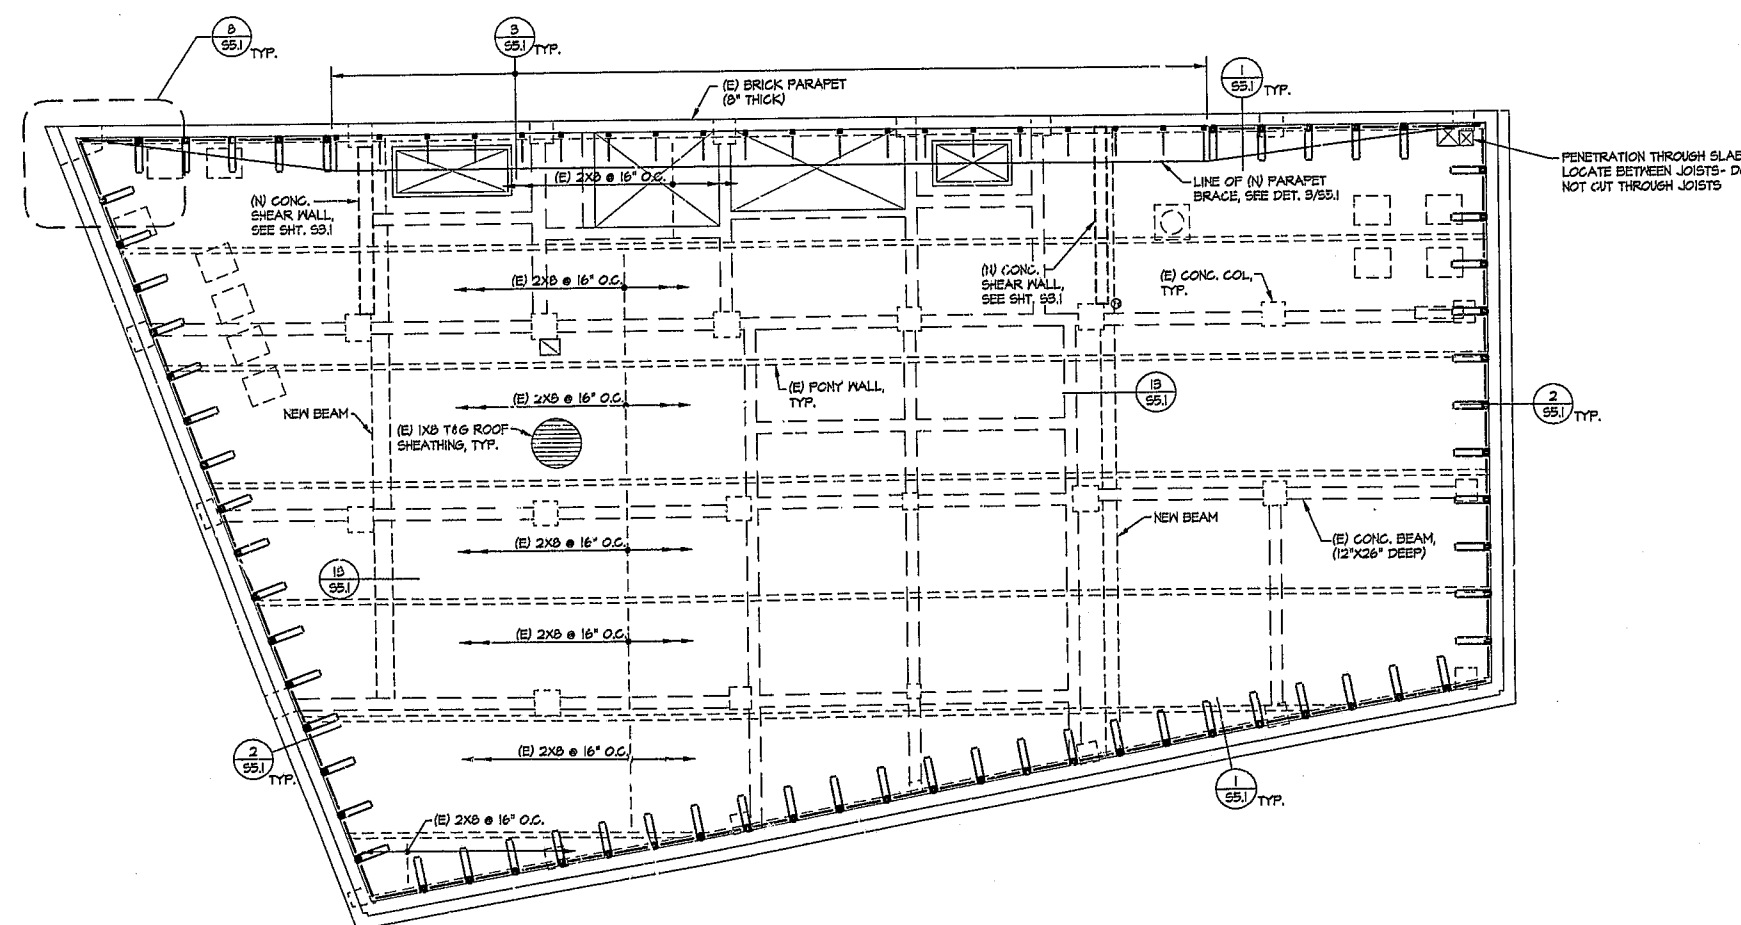 8
S5.1 TYP.
3
S5.1 TYP.
(E) BRICK PARAPET
(8" THICK)
1
S5.1 TYP.
PENETRATION THROUGH SLAB
LOCATE BETWEEN JOISTS- D
NOT CUT THROUGH JOISTS
(E) 2X8 @ 16" O.C.
LINE OF (N) PARAPET
BRACE, SEE DET. 3/S5.1
(N) CONC.
SHEAR WALL,
SEE SHT. S3.1
(N) CONC.
SHEAR WALL,
SEE SHT. S3.1
(E) CONC. COL,
TYP.
(E) 2X8 @ 16" O.C.
(E) PONY WALL,
TYP.
13
S5.1
2
S5.1 TYP.
(E) 2X8 @ 16" O.C.
NEW BEAM
(E) 1X8 T&G ROOF
SHEATHING, TYP.
NEW BEAM
(E) CONC. BEAM,
(12"X26" DEEP)
(E) 2X8 @ 16" O.C.
13
S5.1
(E) 2X8 @ 16" O.C.
2
S5.1 TYP.
(E) 2X8 @ 16" O.C.
1
S5.1 TYP.
(E) 2X8 @ 16" O.C.